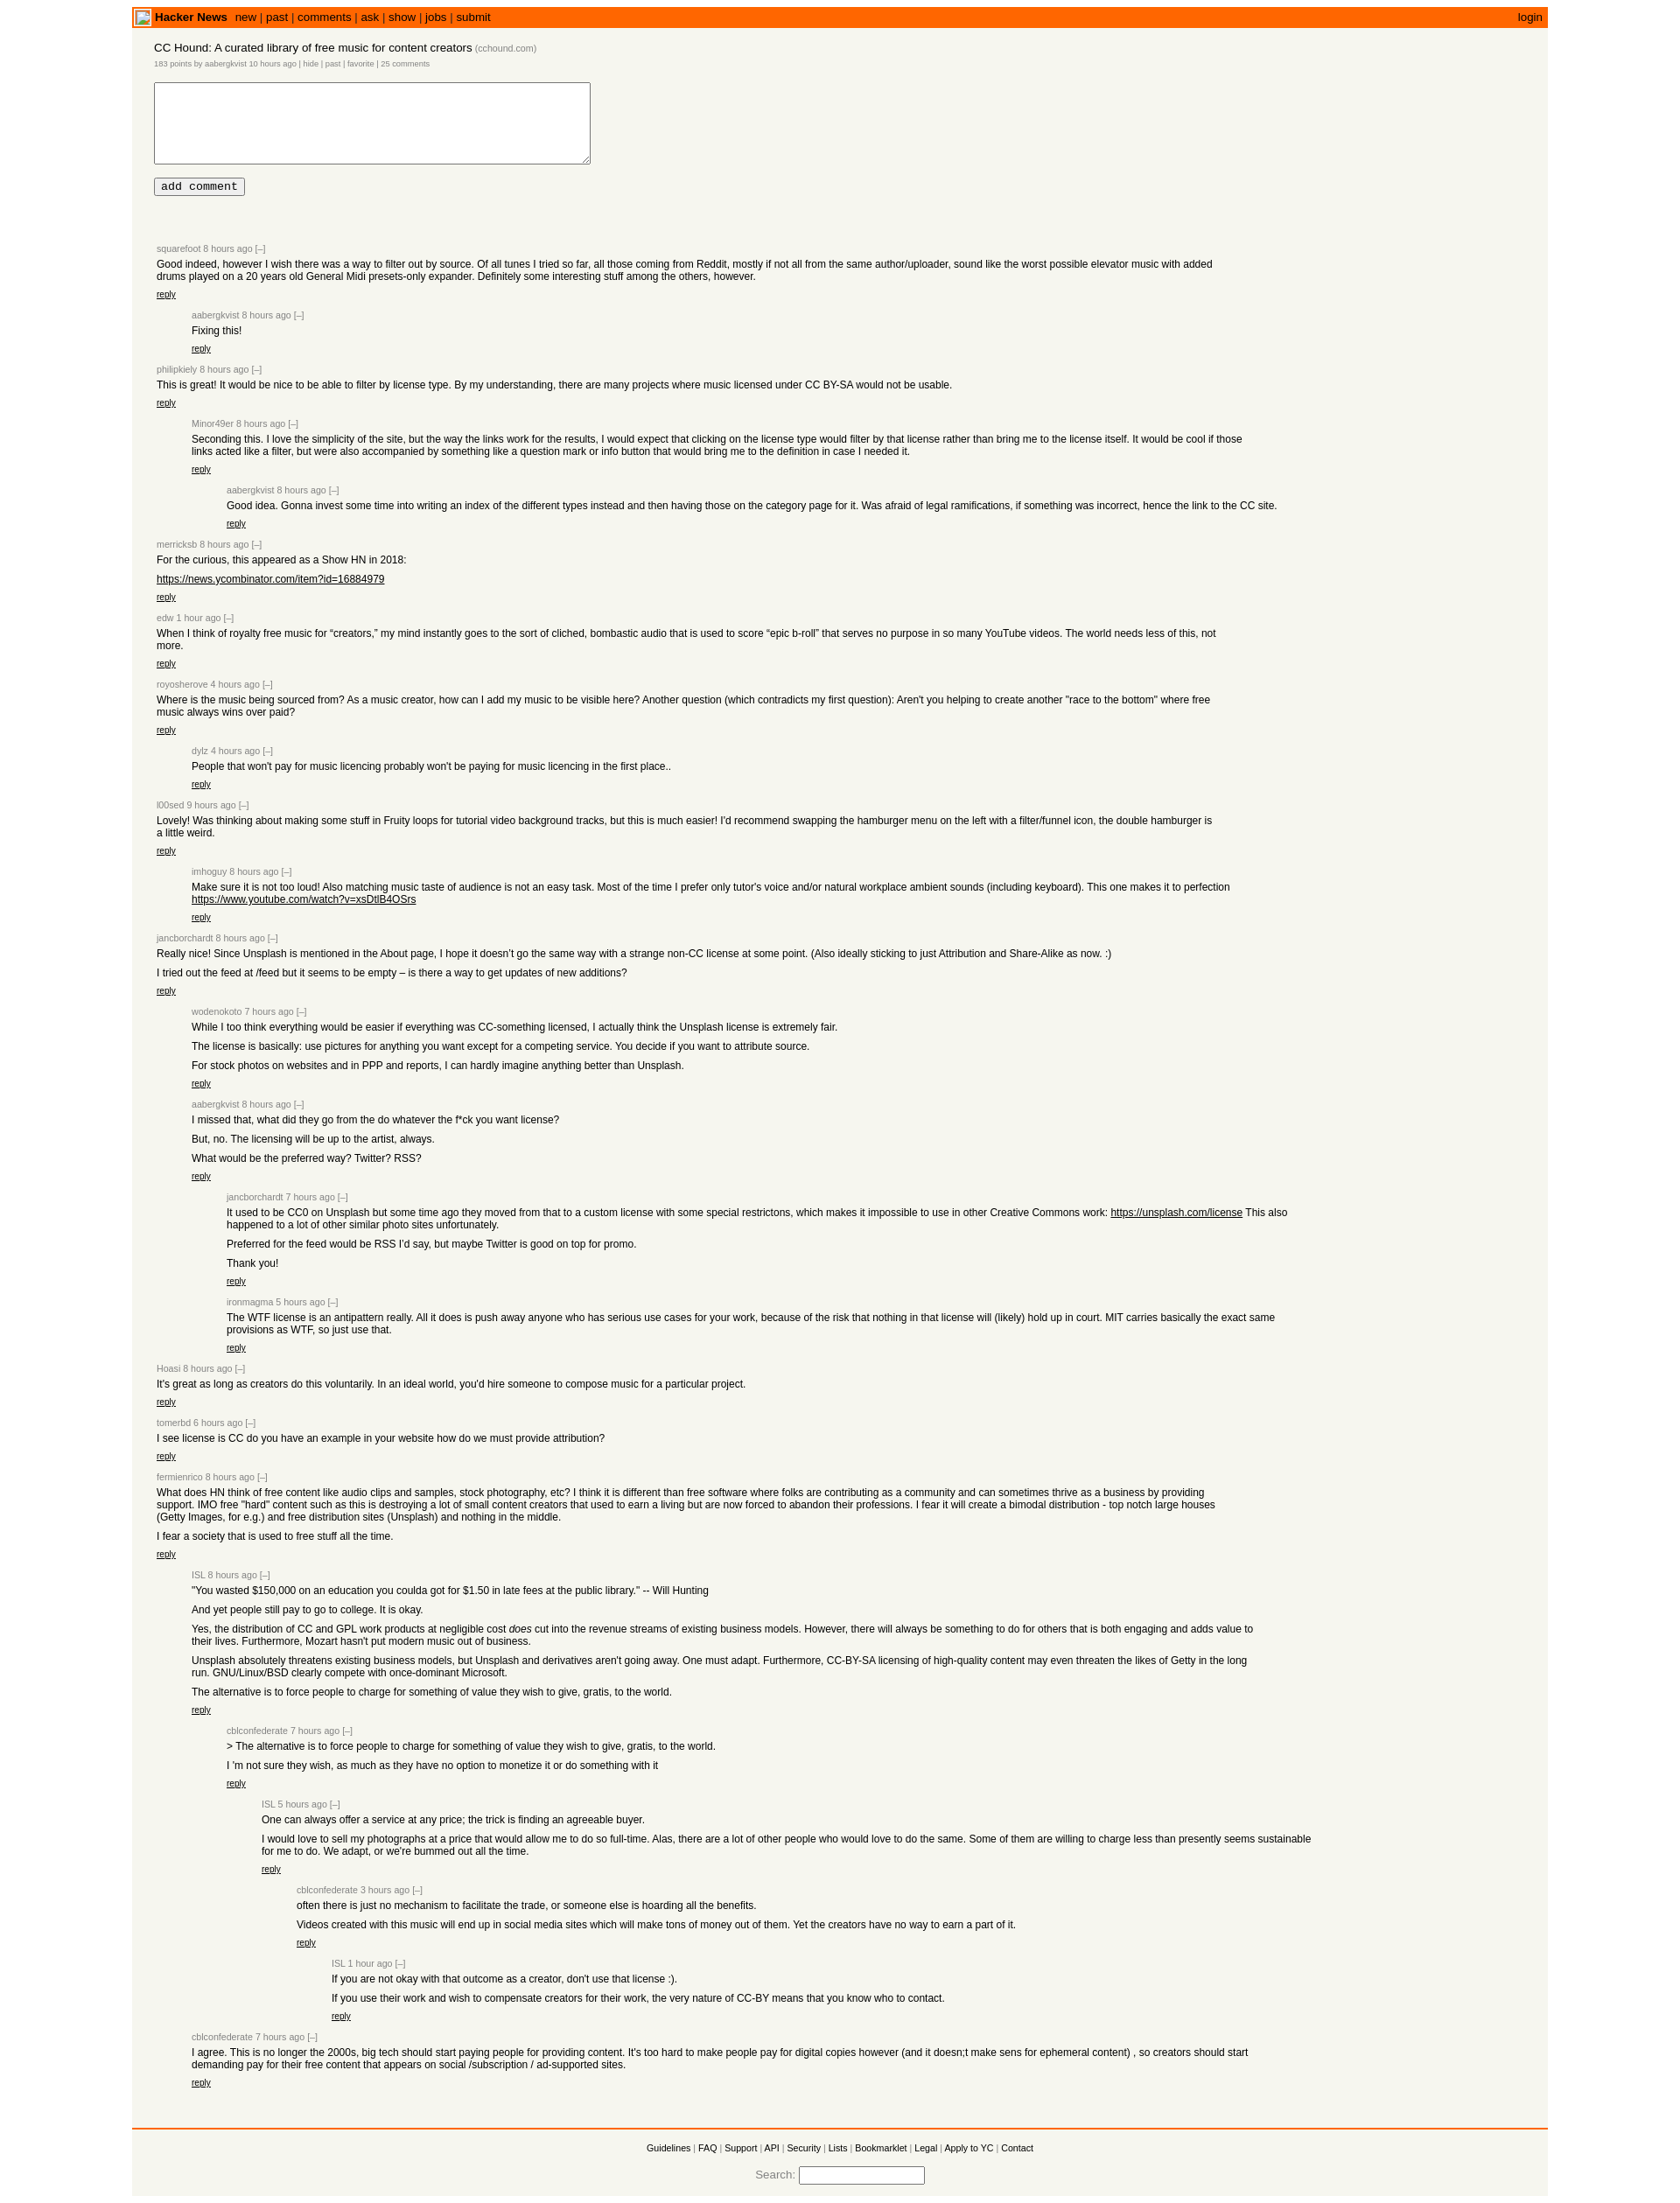 Hacker News new | past | comments | ask | show | jobs | submit login
CC Hound: A curated library of free music for content creators (cchound.com)
183 points by aabergkvist 10 hours ago | hide | past | favorite | 25 comments
add comment
squarefoot 8 hours ago [–]
Good indeed, however I wish there was a way to filter out by source. Of all tunes I tried so far, all those coming from Reddit, mostly if not all from the same author/uploader, sound like the worst possible elevator music with added
drums played on a 20 years old General Midi presets-only expander. Definitely some interesting stuff among the others, however.
reply
aabergkvist 8 hours ago [–]
Fixing this!
reply
philipkiely 8 hours ago [–]
This is great! It would be nice to be able to filter by license type. By my understanding, there are many projects where music licensed under CC BY-SA would not be usable.
reply
Minor49er 8 hours ago [–]
Seconding this. I love the simplicity of the site, but the way the links work for the results, I would expect that clicking on the license type would filter by that license rather than bring me to the license itself. It would be cool if those
links acted like a filter, but were also accompanied by something like a question mark or info button that would bring me to the definition in case I needed it.
reply
aabergkvist 8 hours ago [–]
Good idea. Gonna invest some time into writing an index of the different types instead and then having those on the category page for it. Was afraid of legal ramifications, if something was incorrect, hence the link to the CC site.
reply
merricksb 8 hours ago [–]
For the curious, this appeared as a Show HN in 2018:
https://news.ycombinator.com/item?id=16884979
reply
edw 1 hour ago [–]
When I think of royalty free music for “creators,” my mind instantly goes to the sort of cliched, bombastic audio that is used to score “epic b-roll” that serves no purpose in so many YouTube videos. The world needs less of this, not
more.
reply
royosherove 4 hours ago [–]
Where is the music being sourced from? As a music creator, how can I add my music to be visible here? Another question (which contradicts my first question): Aren't you helping to create another "race to the bottom" where free
music always wins over paid?
reply
dylz 4 hours ago [–]
People that won't pay for music licencing probably won't be paying for music licencing in the first place..
reply
l00sed 9 hours ago [–]
Lovely! Was thinking about making some stuff in Fruity loops for tutorial video background tracks, but this is much easier! I'd recommend swapping the hamburger menu on the left with a filter/funnel icon, the double hamburger is
a little weird.
reply
imhoguy 8 hours ago [–]
Make sure it is not too loud! Also matching music taste of audience is not an easy task. Most of the time I prefer only tutor's voice and/or natural workplace ambient sounds (including keyboard). This one makes it to perfection
https://www.youtube.com/watch?v=xsDtlB4OSrs
reply
jancborchardt 8 hours ago [–]
Really nice! Since Unsplash is mentioned in the About page, I hope it doesn’t go the same way with a strange non-CC license at some point. (Also ideally sticking to just Attribution and Share-Alike as now. :)
I tried out the feed at /feed but it seems to be empty – is there a way to get updates of new additions?
reply
wodenokoto 7 hours ago [–]
While I too think everything would be easier if everything was CC-something licensed, I actually think the Unsplash license is extremely fair.
The license is basically: use pictures for anything you want except for a competing service. You decide if you want to attribute source.
For stock photos on websites and in PPP and reports, I can hardly imagine anything better than Unsplash.
reply
aabergkvist 8 hours ago [–]
I missed that, what did they go from the do whatever the f*ck you want license?
But, no. The licensing will be up to the artist, always.
What would be the preferred way? Twitter? RSS?
reply
jancborchardt 7 hours ago [–]
It used to be CC0 on Unsplash but some time ago they moved from that to a custom license with some special restrictons, which makes it impossible to use in other Creative Commons work: https://unsplash.com/license This also
happened to a lot of other similar photo sites unfortunately.
Preferred for the feed would be RSS I’d say, but maybe Twitter is good on top for promo.
Thank you!
reply
ironmagma 5 hours ago [–]
The WTF license is an antipattern really. All it does is push away anyone who has serious use cases for your work, because of the risk that nothing in that license will (likely) hold up in court. MIT carries basically the exact same
provisions as WTF, so just use that.
reply
Hoasi 8 hours ago [–]
It's great as long as creators do this voluntarily. In an ideal world, you'd hire someone to compose music for a particular project.
reply
tomerbd 6 hours ago [–]
I see license is CC do you have an example in your website how do we must provide attribution?
reply
fermienrico 8 hours ago [–]
What does HN think of free content like audio clips and samples, stock photography, etc? I think it is different than free software where folks are contributing as a community and can sometimes thrive as a business by providing
support. IMO free "hard" content such as this is destroying a lot of small content creators that used to earn a living but are now forced to abandon their professions. I fear it will create a bimodal distribution - top notch large houses
(Getty Images, for e.g.) and free distribution sites (Unsplash) and nothing in the middle.
I fear a society that is used to free stuff all the time.
reply
ISL 8 hours ago [–]
"You wasted $150,000 on an education you coulda got for $1.50 in late fees at the public library." -- Will Hunting
And yet people still pay to go to college. It is okay.
Yes, the distribution of CC and GPL work products at negligible cost does cut into the revenue streams of existing business models. However, there will always be something to do for others that is both engaging and adds value to
their lives. Furthermore, Mozart hasn't put modern music out of business.
Unsplash absolutely threatens existing business models, but Unsplash and derivatives aren't going away. One must adapt. Furthermore, CC-BY-SA licensing of high-quality content may even threaten the likes of Getty in the long
run. GNU/Linux/BSD clearly compete with once-dominant Microsoft.
The alternative is to force people to charge for something of value they wish to give, gratis, to the world.
reply
cblconfederate 7 hours ago [–]
> The alternative is to force people to charge for something of value they wish to give, gratis, to the world.
I 'm not sure they wish, as much as they have no option to monetize it or do something with it
reply
ISL 5 hours ago [–]
One can always offer a service at any price; the trick is finding an agreeable buyer.
I would love to sell my photographs at a price that would allow me to do so full-time. Alas, there are a lot of other people who would love to do the same. Some of them are willing to charge less than presently seems sustainable
for me to do. We adapt, or we're bummed out all the time.
reply
cblconfederate 3 hours ago [–]
often there is just no mechanism to facilitate the trade, or someone else is hoarding all the benefits.
Videos created with this music will end up in social media sites which will make tons of money out of them. Yet the creators have no way to earn a part of it.
reply
ISL 1 hour ago [–]
If you are not okay with that outcome as a creator, don't use that license :).
If you use their work and wish to compensate creators for their work, the very nature of CC-BY means that you know who to contact.
reply
cblconfederate 7 hours ago [–]
I agree. This is no longer the 2000s, big tech should start paying people for providing content. It's too hard to make people pay for digital copies however (and it doesn;t make sens for ephemeral content) , so creators should start
demanding pay for their free content that appears on social /subscription / ad-supported sites.
reply
Guidelines | FAQ | Support | API | Security | Lists | Bookmarklet | Legal | Apply to YC | Contact
Search: